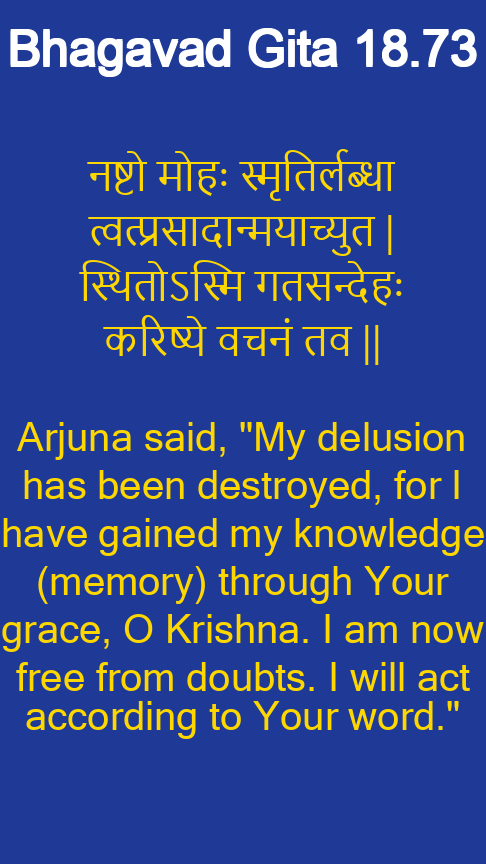 Bhagavad Gita 18.73
नष्टो मोहः स्मृतिर्लब्धा
त्वत्प्रसादान्मयाच्युत |
स्थितोऽस्मि गतसन्देहः
करिष्ये वचनं तव ||
Arjuna said, "My delusion
has been destroyed, for I
have gained my knowledge
(memory) through Your
grace, O Krishna. I am now
free from doubts. I will act
according to Your word."